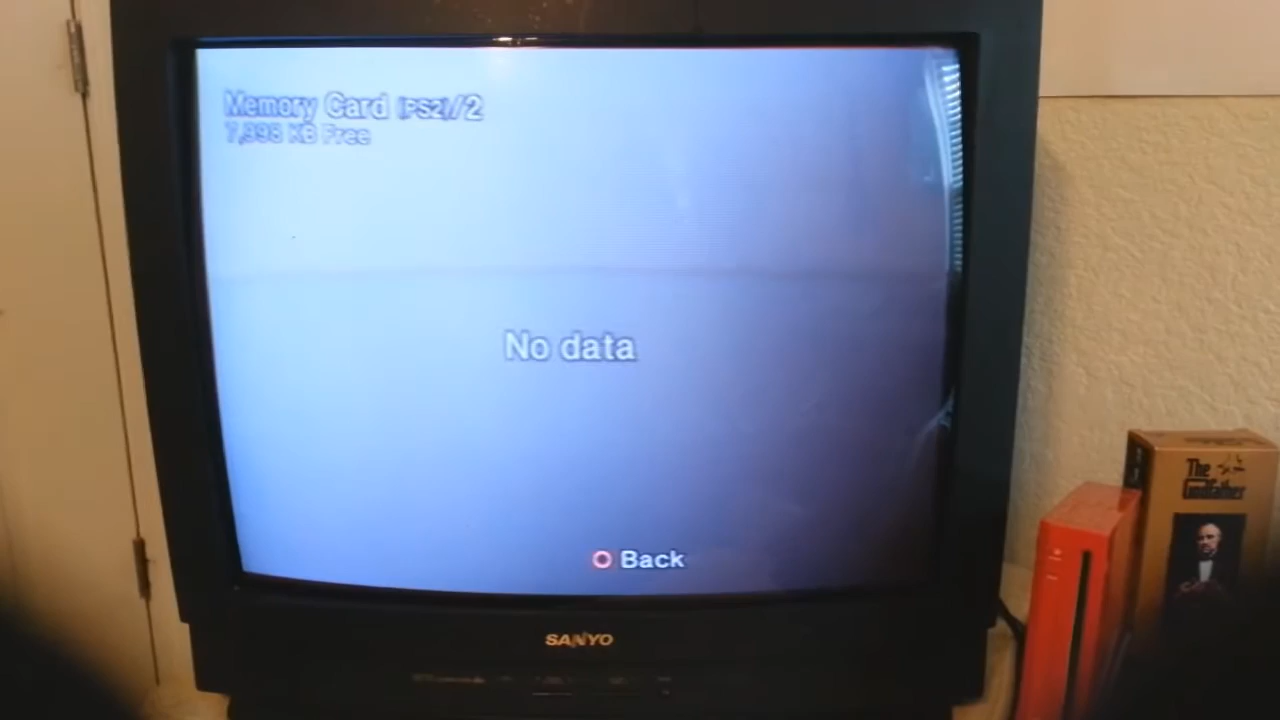 Memory Card (PS2)/2
7,998 KB Free
No data
Back
SANYO
The
Godfather